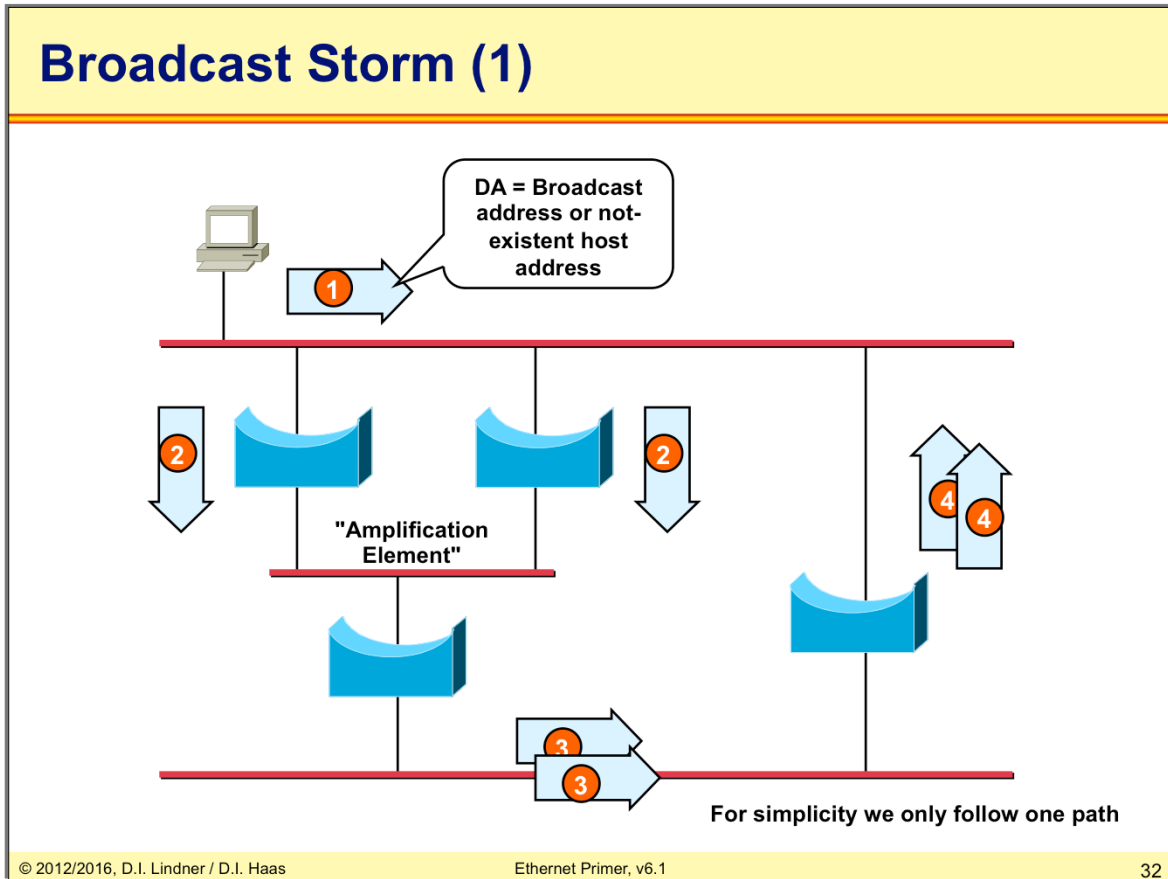 Broadcast Storm (1)
DA = Broadcast
address or not-
existent host
address
1
2
2
4
4
"Amplification
Element"
3
3
For simplicity we only follow one path
© 2012/2016, D.I. Lindner / D.I. Haas
Ethernet Primer, v6.1
32